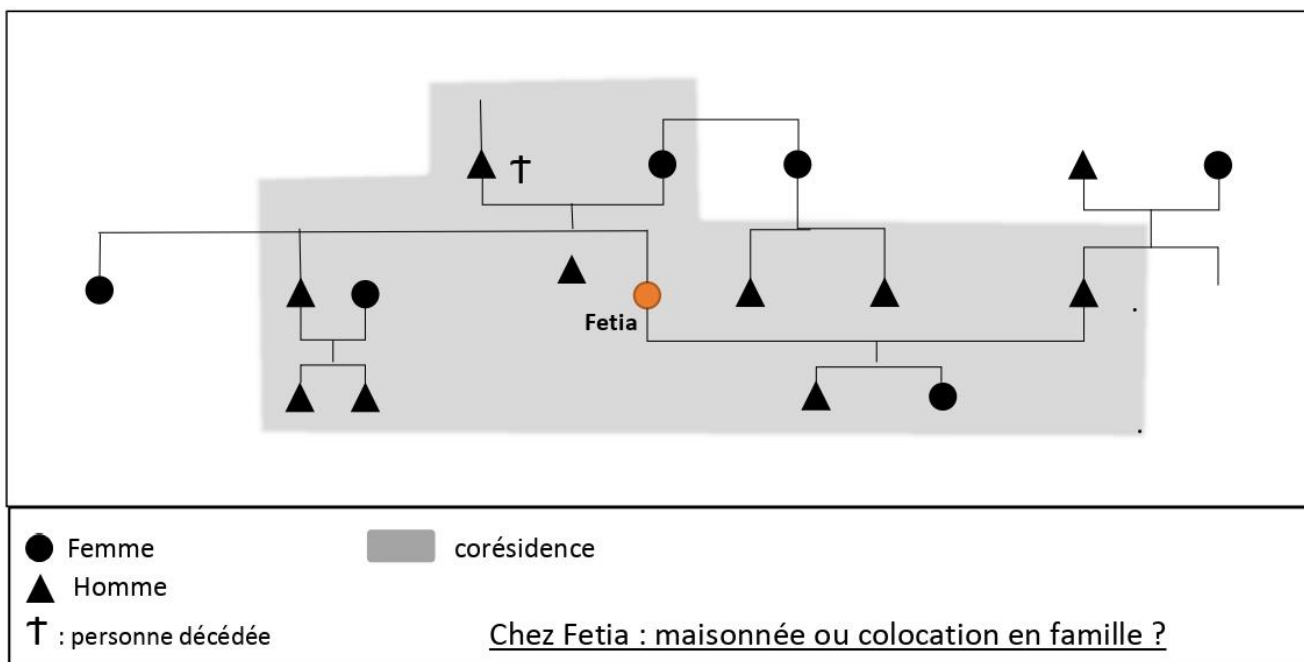 †
Fetia
Femme
corésidence
Homme
† : personne décédée
Chez Fetia : maisonnée ou colocation en famille ?